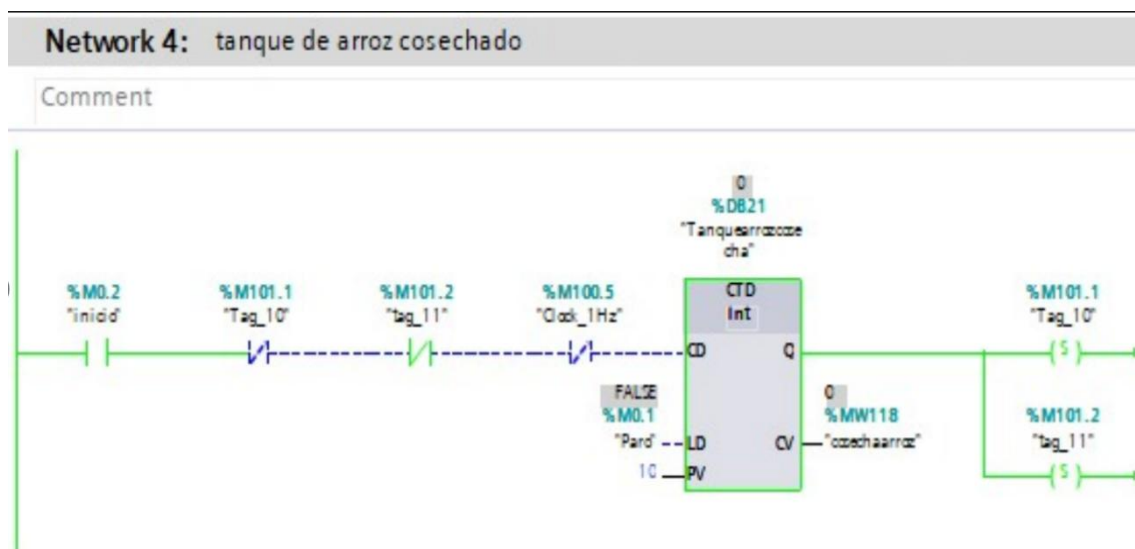 Network 4: tanque de arroz cosechado
Comment
0
%DB21
"Tanquearrozcose
cha"
%M0.2
"inicio"
%M101.1
"Tag_10"
%M101.2
"tag_11"
%M100.5
"Clock_1Hz"
CTD
Int
%M101.1
"Tag_10"
CD
Q
( S )
FALSE
%M0.1
"Paro"
LD
10
PV
0
%MW118
CV
"cosechaarroz"
%M101.2
"tag_11"
( S )